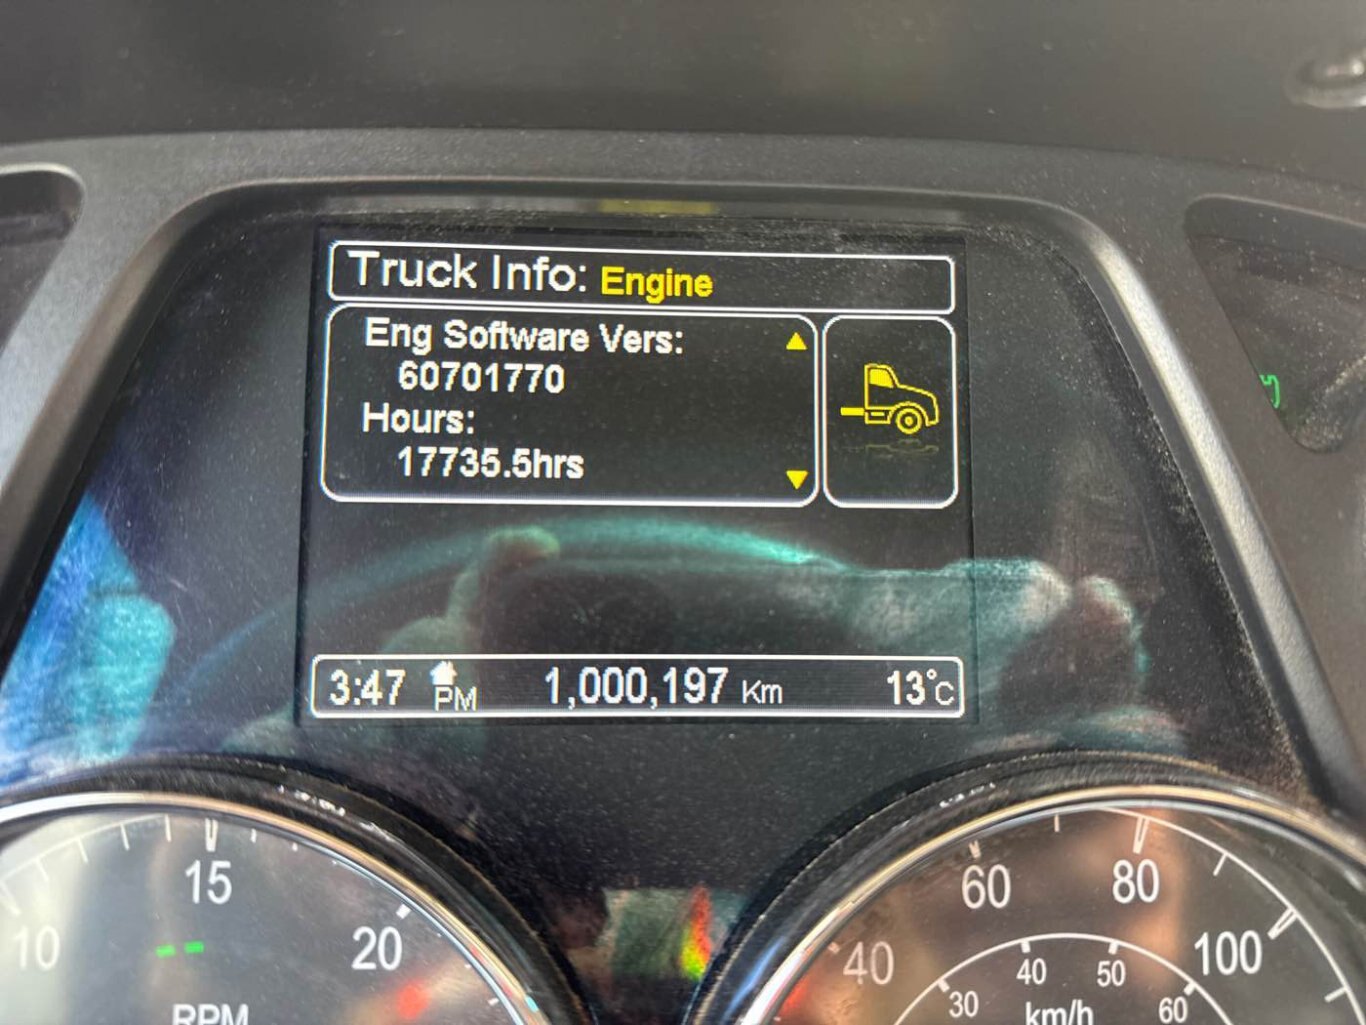 Truck Info: Engine
Eng Software Vers:
60701770
Hours:
17735.5hrs
3:47 PM 1,000,197 Km 13°C
10 15 20
RPM
40 60 80 100
30 40 50 60
km/h